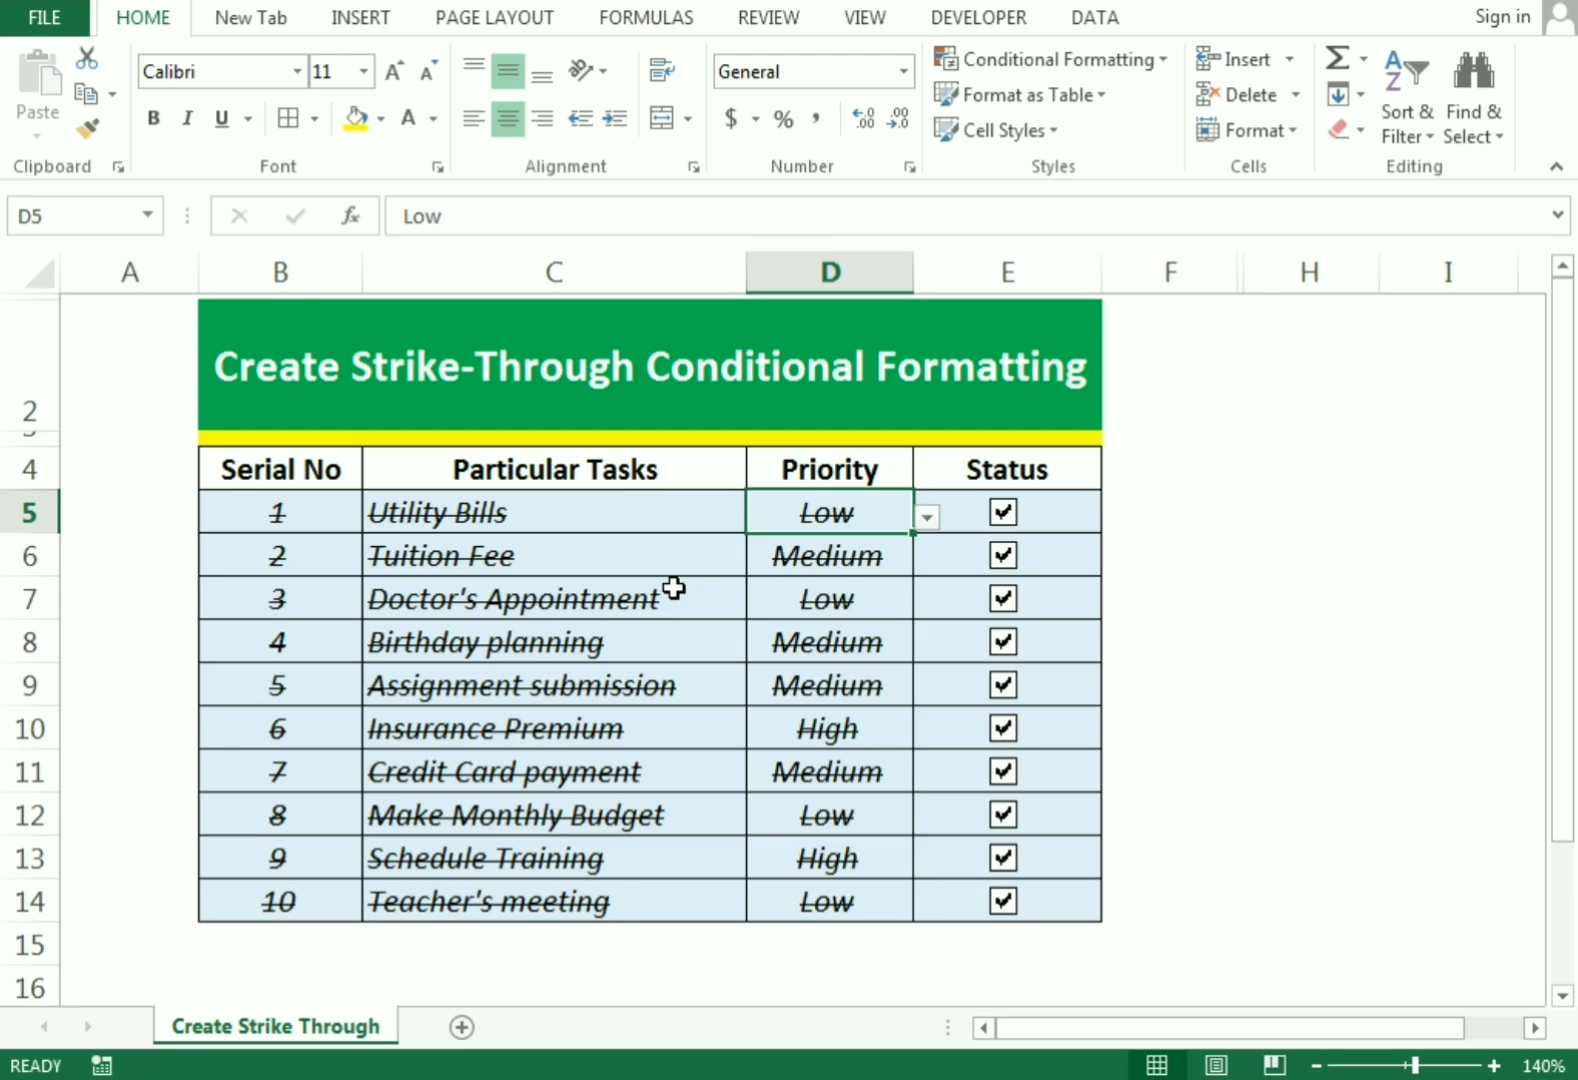 FILE HOME New Tab INSERT PAGE LAYOUT FORMULAS REVIEW VIEW DEVELOPER DATA Sign in
Paste
Clipboard
Calibri 11
B I U A
Font
Alignment
General
$ % , .00
Number
Conditional Formatting
Format as Table
Cell Styles
Styles
Insert
Delete
Format
Cells
Sort & Filter
Find & Select
Editing
D5 fx Low
A B C D E F H I
2 Create Strike-Through Conditional Formatting
4 Serial No Particular Tasks Priority Status
5 1 Utility Bills Low
6 2 Tuition Fee Medium
7 3 Doctor's Appointment Low
8 4 Birthday planning Medium
9 5 Assignment submission Medium
10 6 Insurance Premium High
11 7 Credit Card payment Medium
12 8 Make Monthly Budget Low
13 9 Schedule Training High
14 10 Teacher's meeting Low
15
16
Create Strike Through
READY 140%